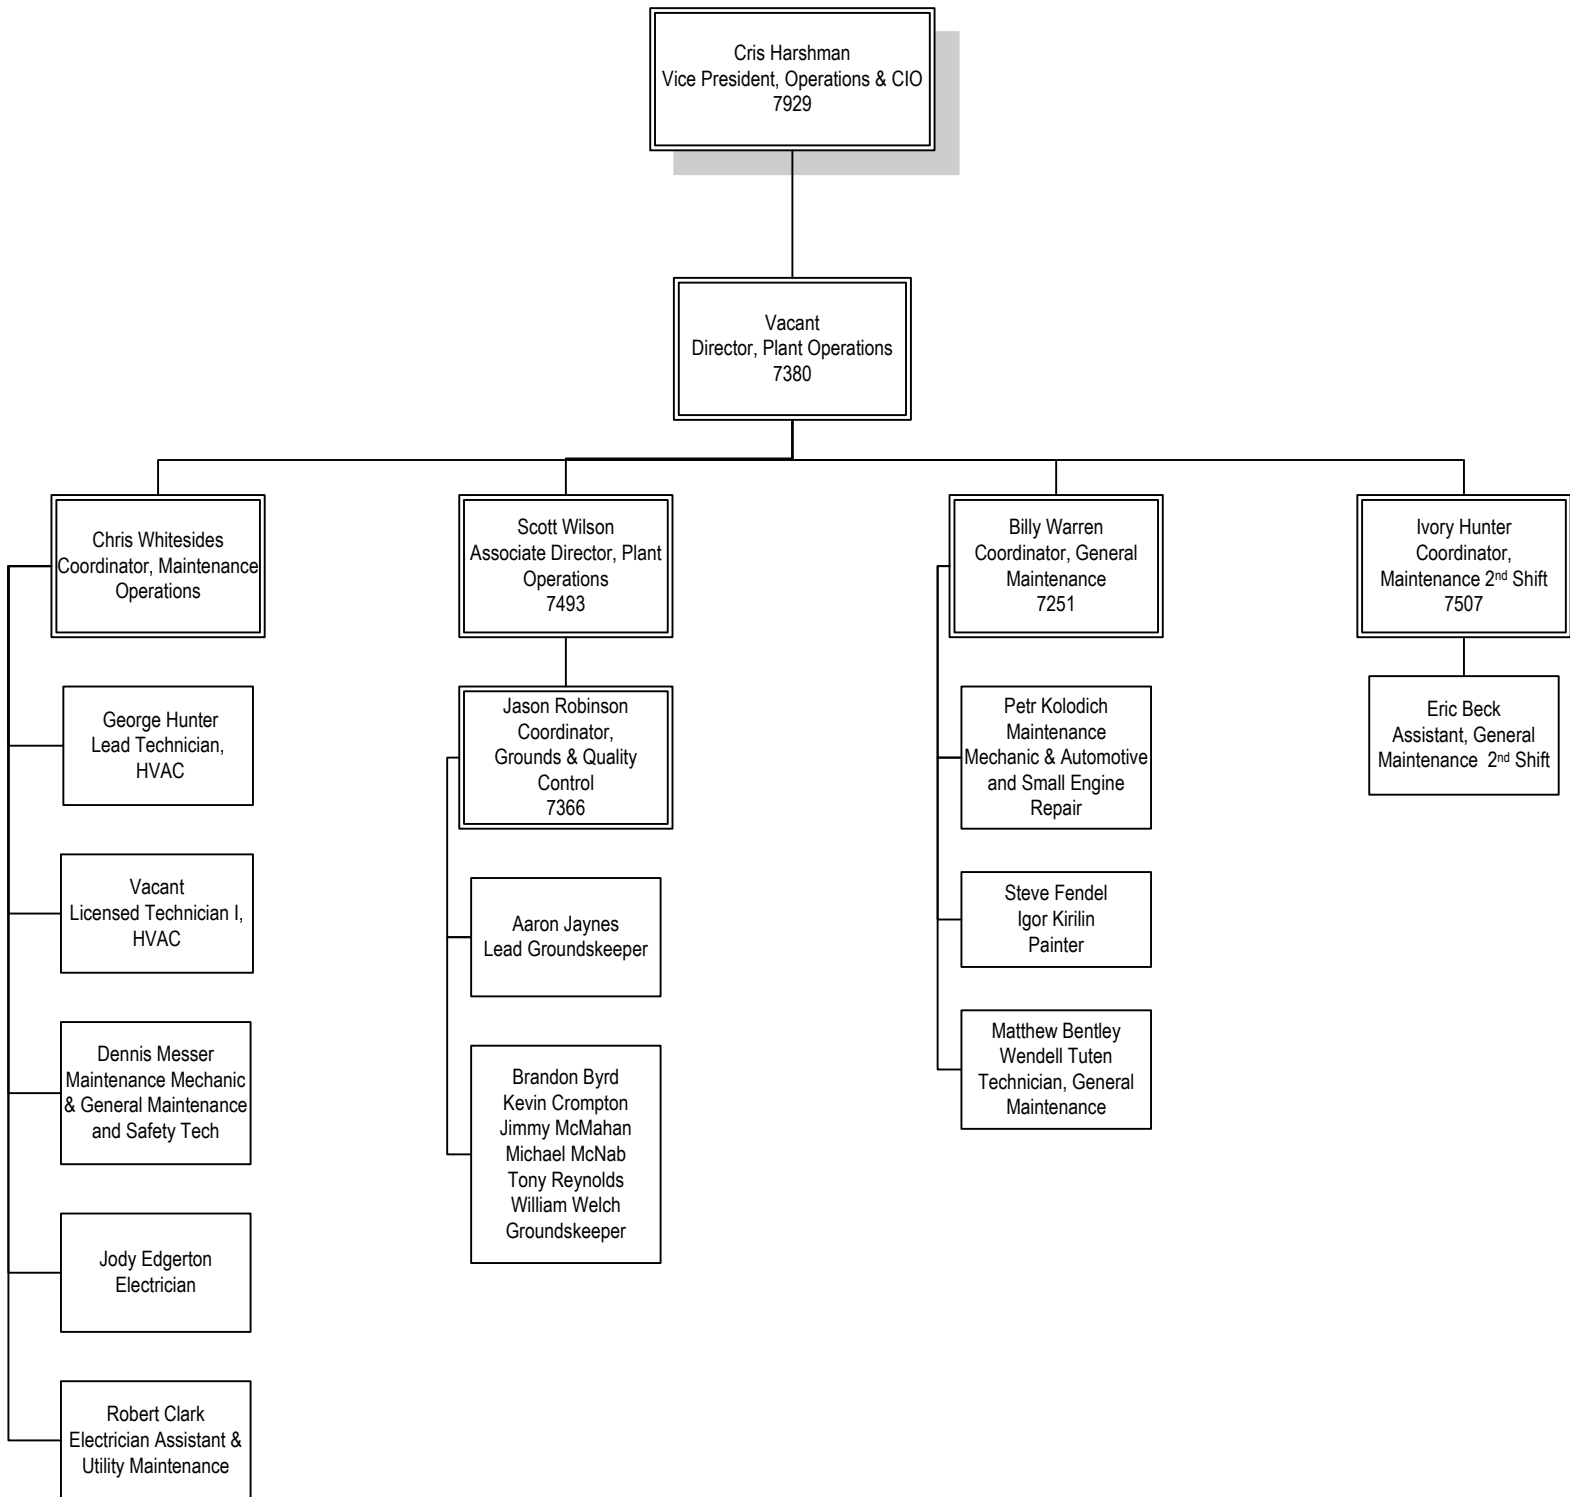 Cris Harshman
Vice President, Operations & CIO
7929
Vacant
Director, Plant Operations
7380
Chris Whitesides
Coordinator, Maintenance
Operations
Scott Wilson
Associate Director, Plant
Operations
7493
Billy Warren
Coordinator, General
Maintenance
7251
Ivory Hunter
Coordinator,
Maintenance 2nd Shift
7507
George Hunter
Lead Technician,
HVAC
Vacant
Licensed Technician I,
HVAC
Dennis Messer
Maintenance Mechanic
& General Maintenance
and Safety Tech
Jody Edgerton
Electrician
Robert Clark
Electrician Assistant &
Utility Maintenance
Jason Robinson
Coordinator,
Grounds & Quality
Control
7366
Aaron Jaynes
Lead Groundskeeper
Brandon Byrd
Kevin Crompton
Jimmy McMahan
Michael McNab
Tony Reynolds
William Welch
Groundskeeper
Petr Kolodich
Maintenance
Mechanic & Automotive
and Small Engine
Repair
Steve Fendel
Igor Kirilin
Painter
Matthew Bentley
Wendell Tuten
Technician, General
Maintenance
Eric Beck
Assistant, General
Maintenance 2nd Shift